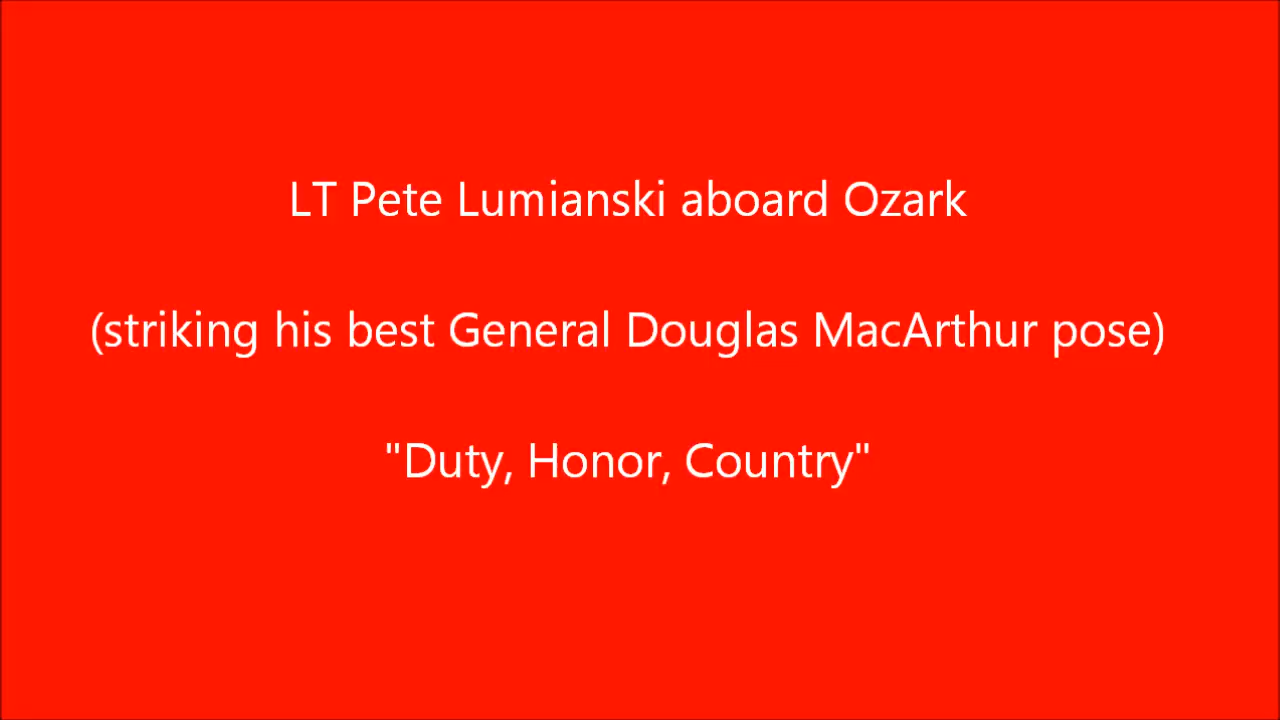 LT Pete Lumianski aboard Ozark
(striking his best General Douglas MacArthur pose)
"Duty, Honor, Country"